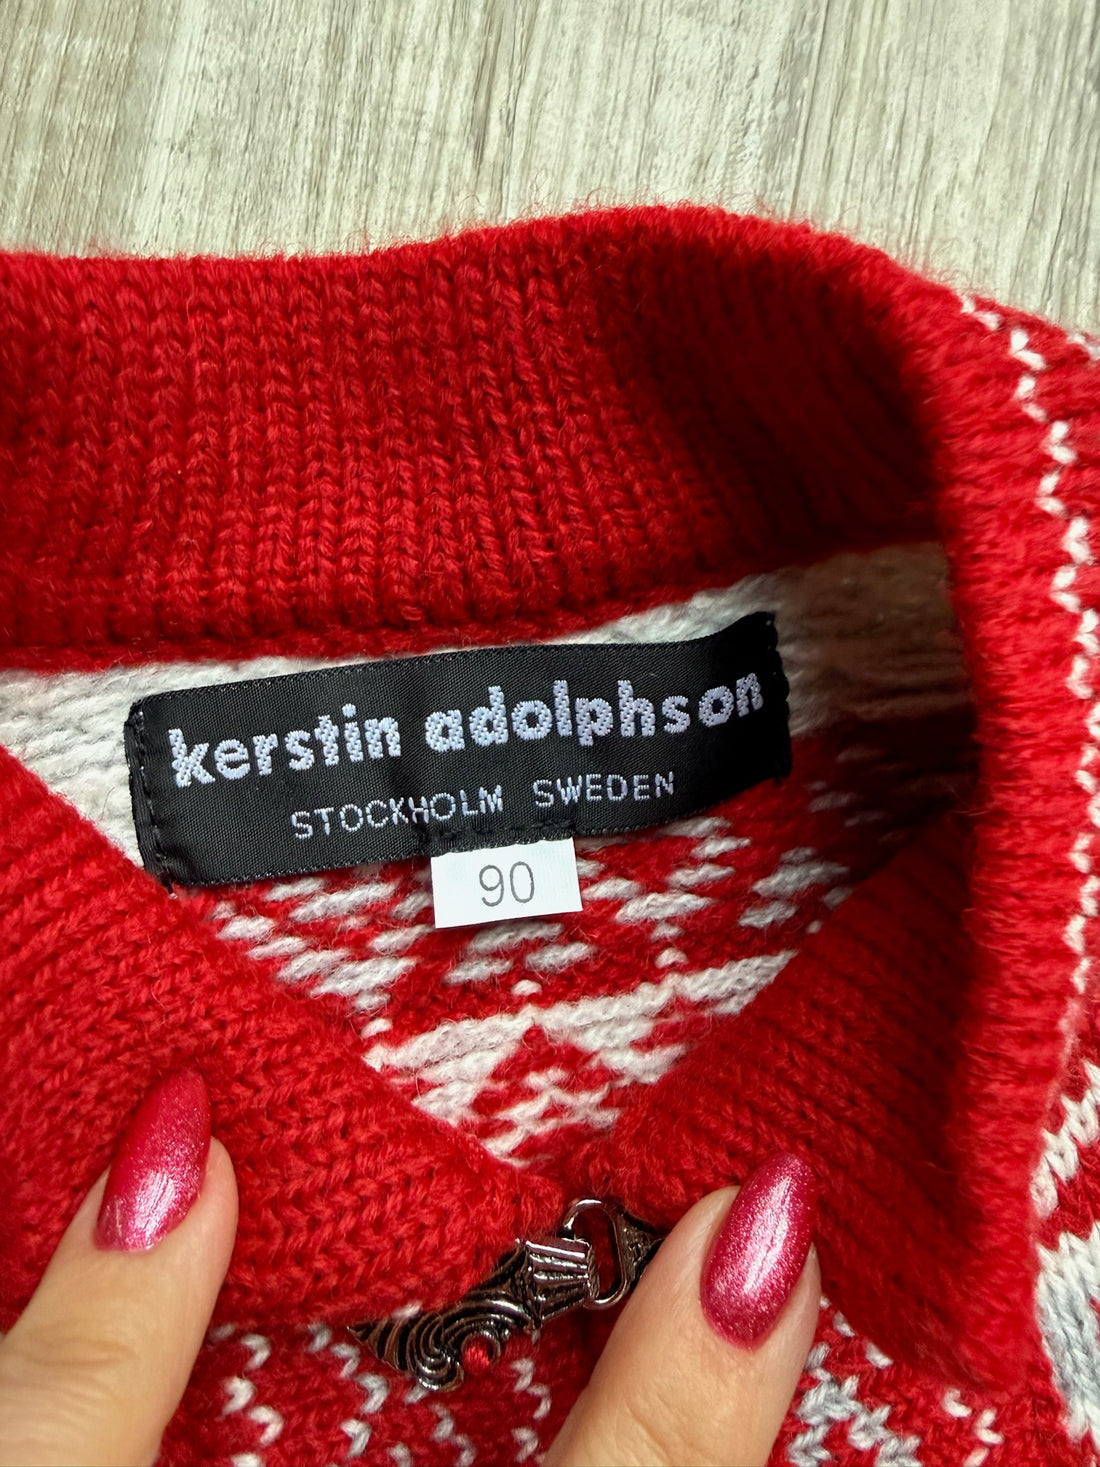 kerstin adolphson
STOCKHOLM SWEDEN
90